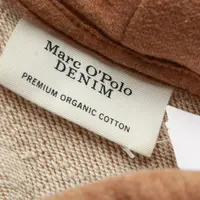 Marc O'Polo
DENIM
PREMIUM ORGANIC COTTON